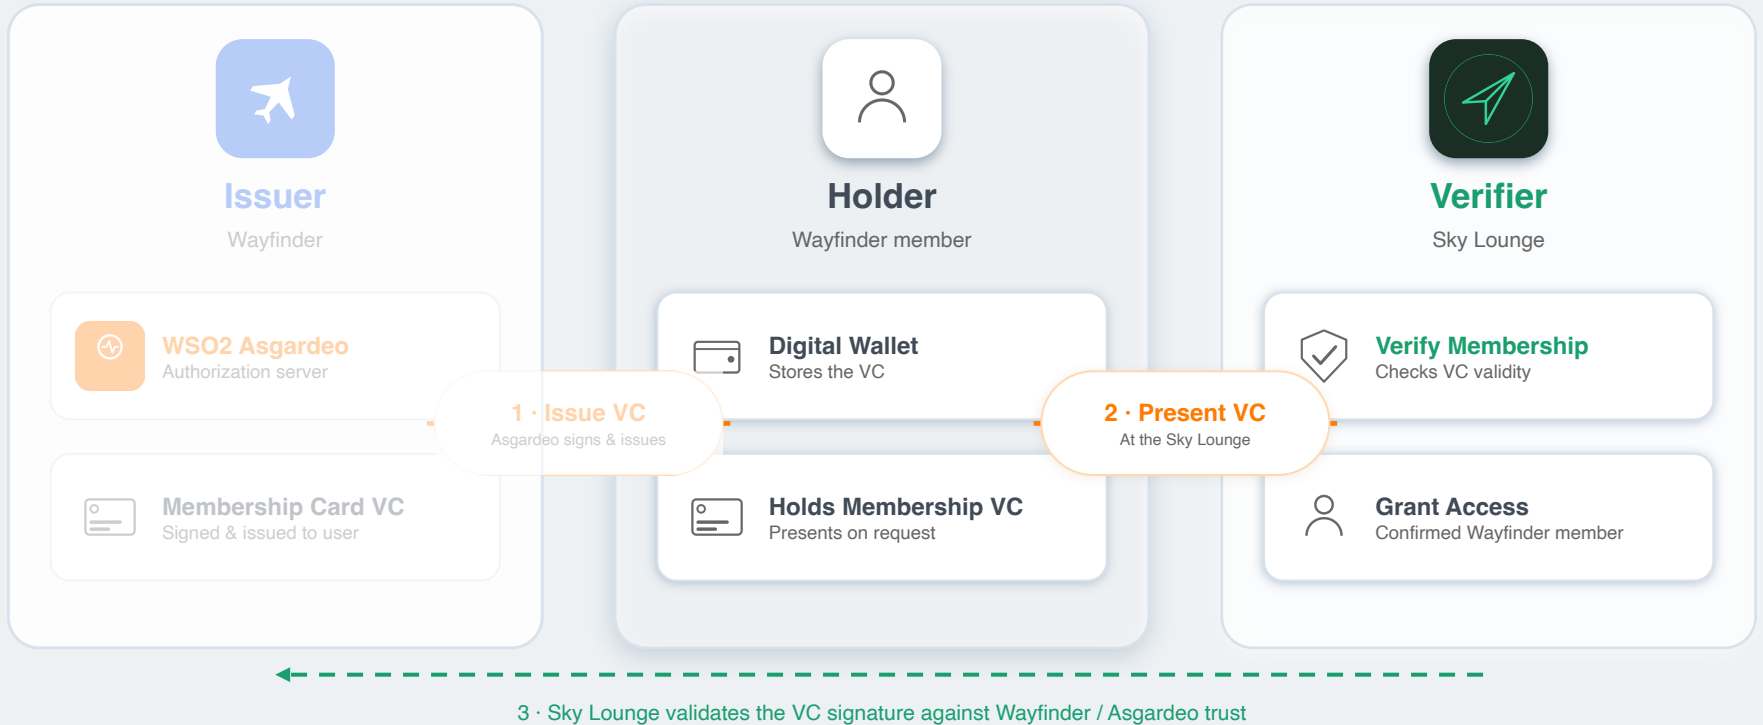 Issuer
Wayfinder
WSO2 Asgardeo
Authorization server
Membership Card VC
Signed & issued to user
1 · Issue VC
Asgardeo signs & issues
Holder
Wayfinder member
Digital Wallet
Stores the VC
Holds Membership VC
Presents on request
2 · Present VC
At the Sky Lounge
Verifier
Sky Lounge
Verify Membership
Checks VC validity
Grant Access
Confirmed Wayfinder member
3 · Sky Lounge validates the VC signature against Wayfinder / Asgardeo trust